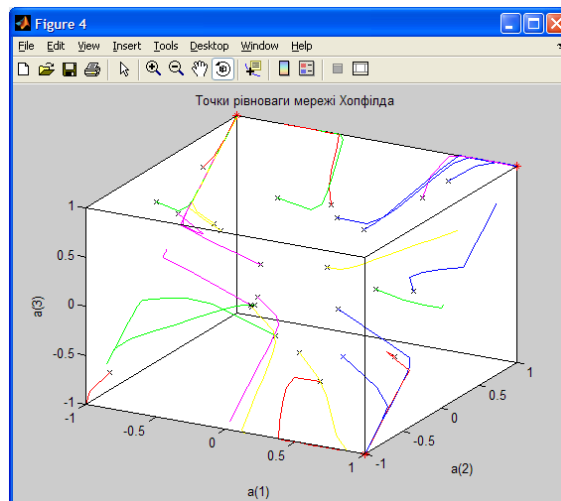 Figure 4
File Edit View Insert Tools Desktop Window Help
Точки рівноваги мережі Хопфілда
1
0.5
0
-0.5
-1
a(3)
-1
-0.5
0
0.5
1
a(1)
-1
-0.5
0
0.5
1
a(2)